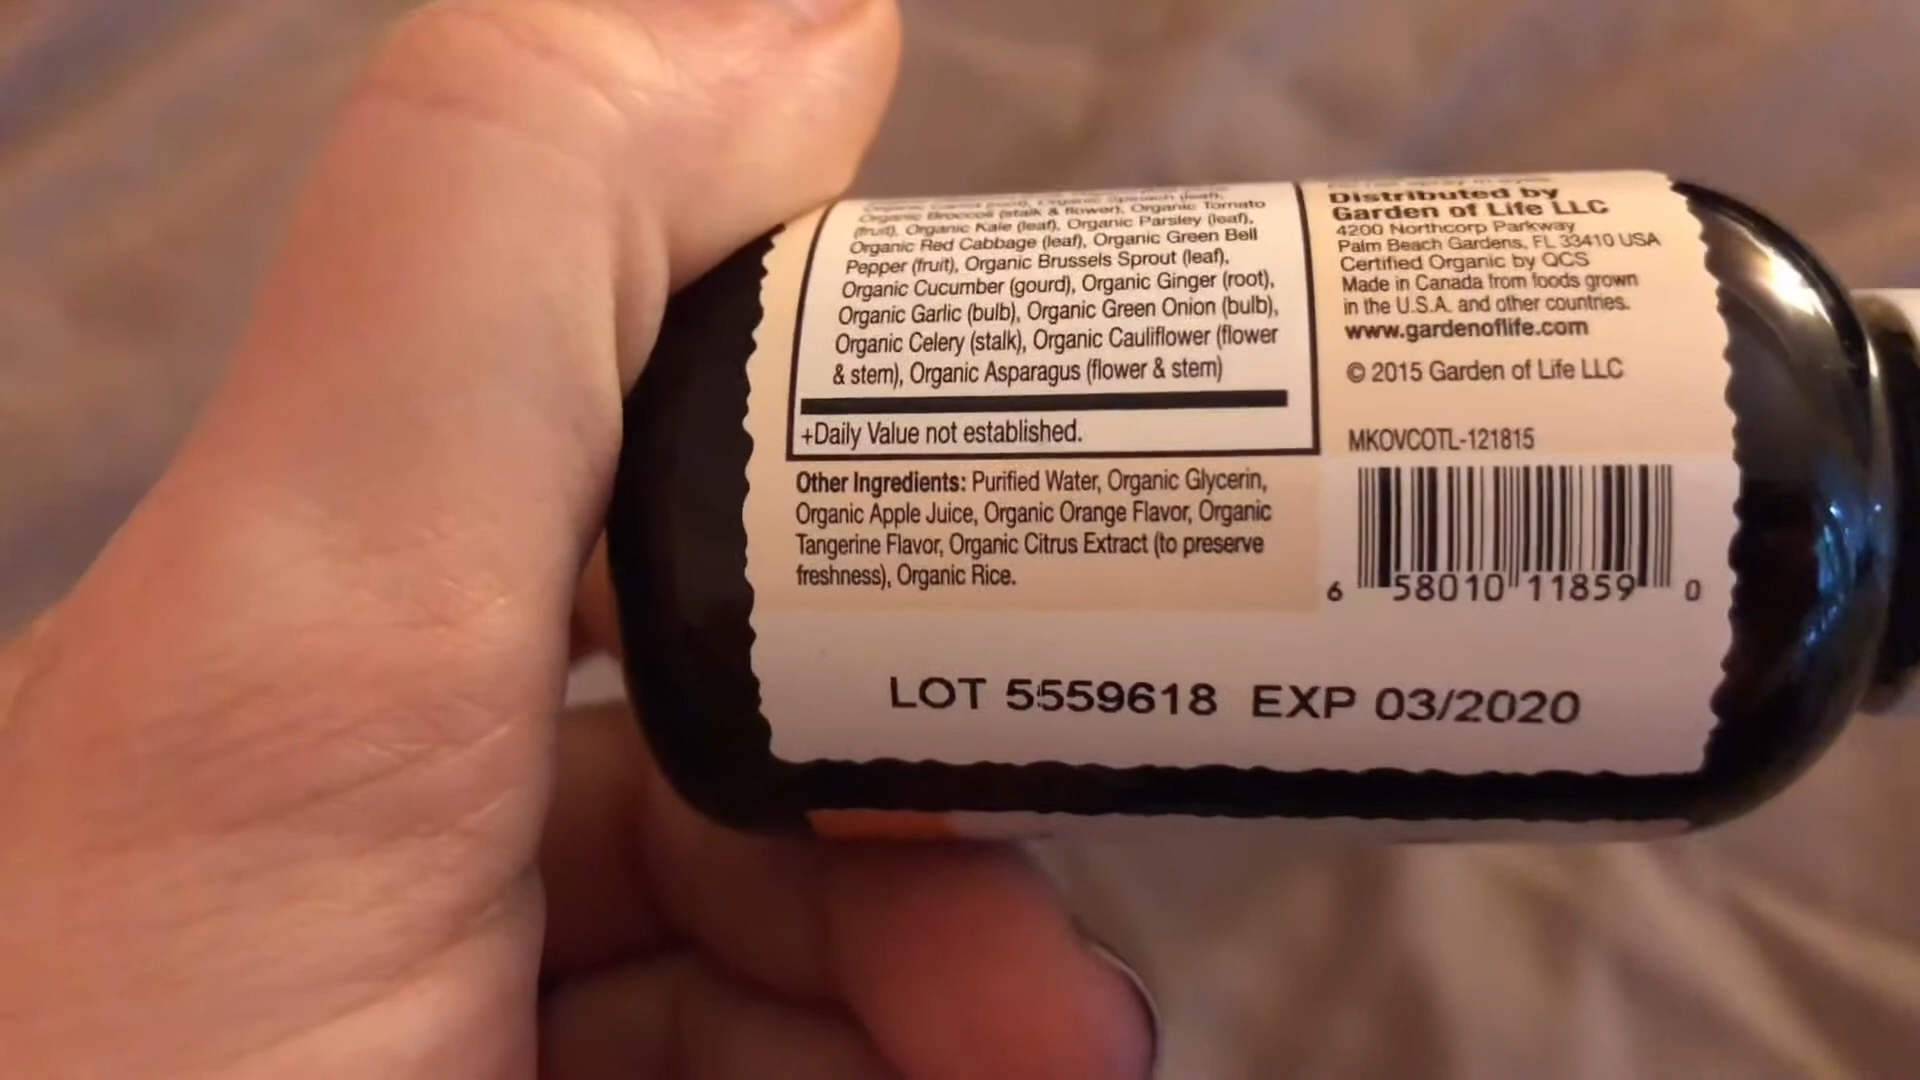 Organic Broccoli (stalk & flower), Organic Tomato
(fruit), Organic Kale (leaf), Organic Parsley (leaf),
Organic Red Cabbage (leaf), Organic Green Bell
Pepper (fruit), Organic Brussels Sprout (leaf),
Organic Cucumber (gourd), Organic Ginger (root),
Organic Garlic (bulb), Organic Green Onion (bulb),
Organic Celery (stalk), Organic Cauliflower (flower
& stem), Organic Asparagus (flower & stem)
+Daily Value not established.
Other Ingredients: Purified Water, Organic Glycerin,
Organic Apple Juice, Organic Orange Flavor, Organic
Tangerine Flavor, Organic Citrus Extract (to preserve
freshness), Organic Rice.
Distributed by
Garden of Life LLC
4200 Northcorp Parkway
Palm Beach Gardens, FL 33410 USA
Certified Organic by QCS
Made in Canada from foods grown
in the U.S.A. and other countries.
www.gardenoflife.com
© 2015 Garden of Life LLC
MKOVCOTL-121815
6 58010 11859 0
LOT 5559618 EXP 03/2020